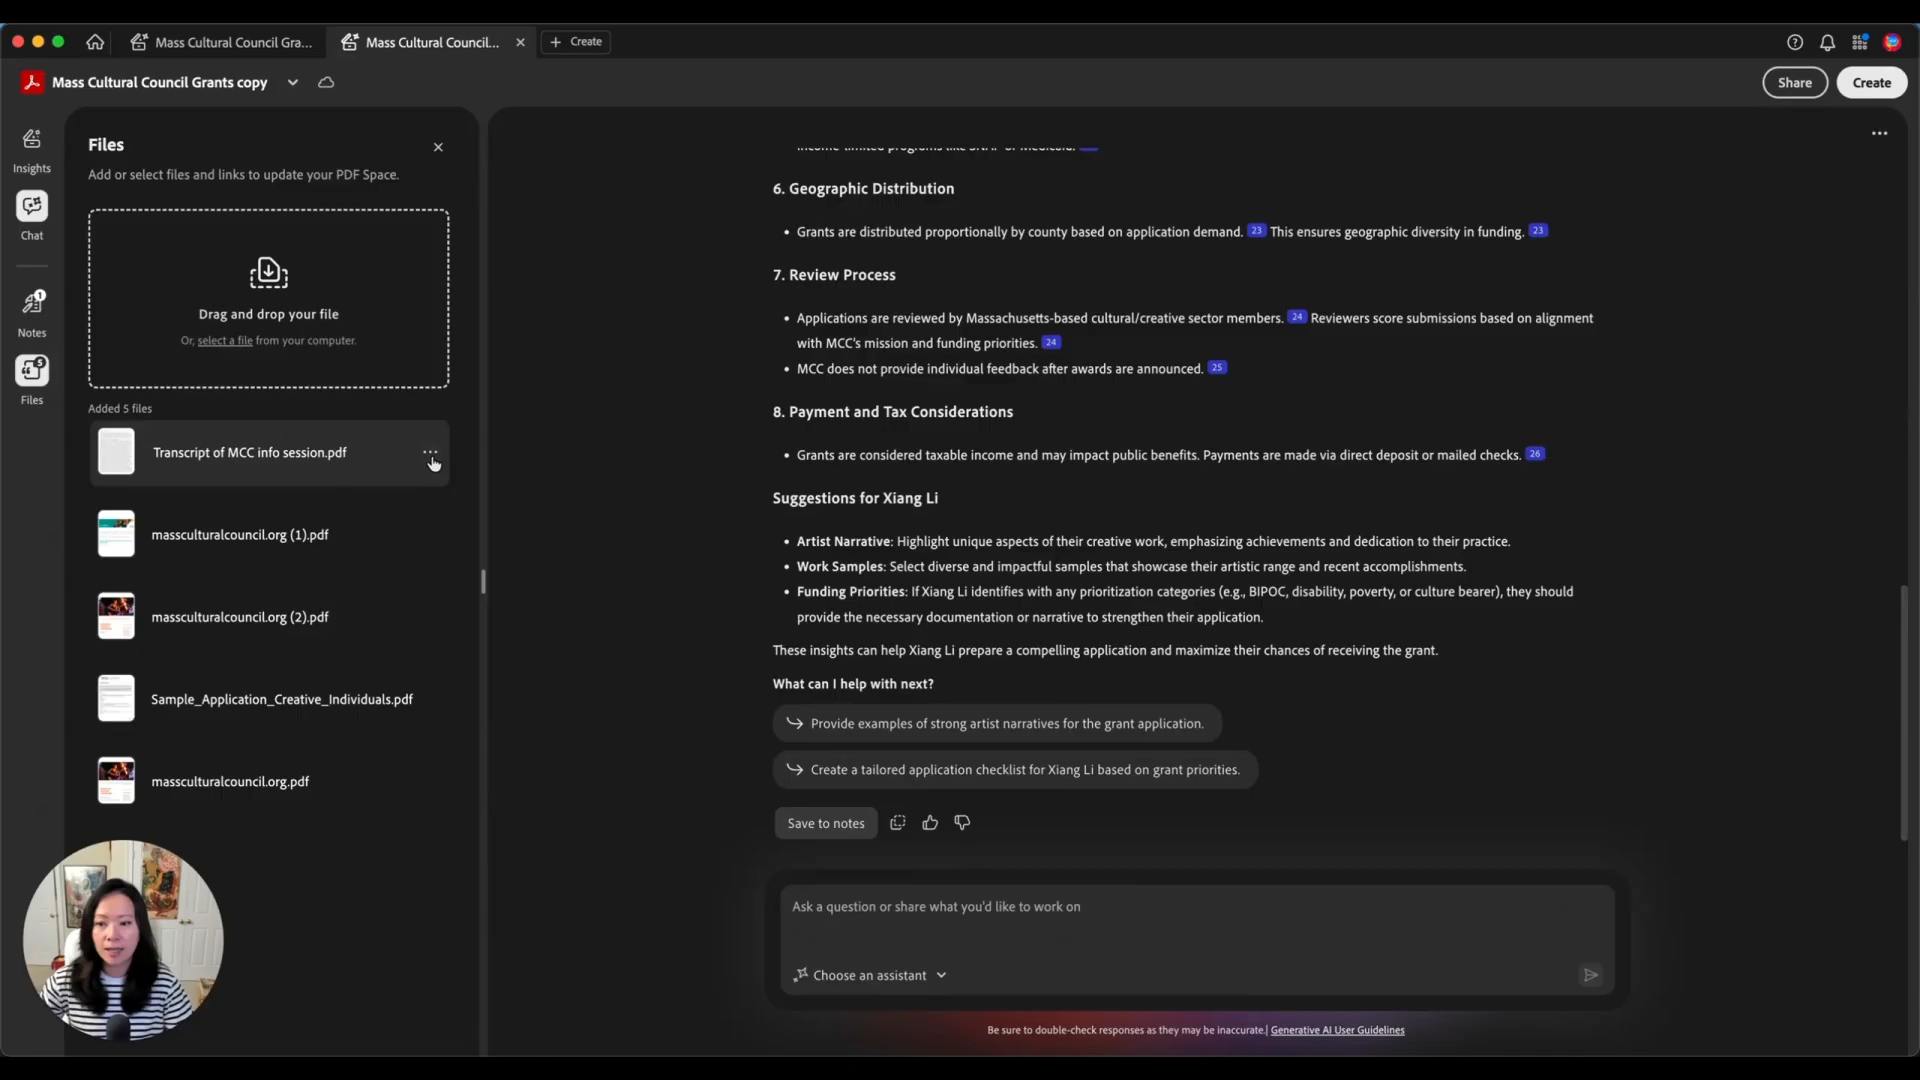 Mass Cultural Council Gra...
Mass Cultural Council...
Create
Mass Cultural Council Grants copy
Share
Create
Insights
Chat
1
Notes
5
Files
Files
Add or select files and links to update your PDF Space.
Drag and drop your file
Or, select a file from your computer.
Added 5 files
Transcript of MCC info session.pdf
massculturalcouncil.org (1).pdf
massculturalcouncil.org (2).pdf
Sample_Application_Creative_Individuals.pdf
massculturalcouncil.org.pdf
income-limited programs like SNAP or Medicaid.
6. Geographic Distribution
• Grants are distributed proportionally by county based on application demand. 23 This ensures geographic diversity in funding. 23
7. Review Process
• Applications are reviewed by Massachusetts-based cultural/creative sector members. 24 Reviewers score submissions based on alignment
with MCC's mission and funding priorities. 24
• MCC does not provide individual feedback after awards are announced. 25
8. Payment and Tax Considerations
• Grants are considered taxable income and may impact public benefits. Payments are made via direct deposit or mailed checks. 26
Suggestions for Xiang Li
• Artist Narrative: Highlight unique aspects of their creative work, emphasizing achievements and dedication to their practice.
• Work Samples: Select diverse and impactful samples that showcase their artistic range and recent accomplishments.
• Funding Priorities: If Xiang Li identifies with any prioritization categories (e.g., BIPOC, disability, poverty, or culture bearer), they should
provide the necessary documentation or narrative to strengthen their application.
These insights can help Xiang Li prepare a compelling application and maximize their chances of receiving the grant.
What can I help with next?
Provide examples of strong artist narratives for the grant application.
Create a tailored application checklist for Xiang Li based on grant priorities.
Save to notes
Ask a question or share what you'd like to work on
Choose an assistant
Be sure to double-check responses as they may be inaccurate.| Generative AI User Guidelines